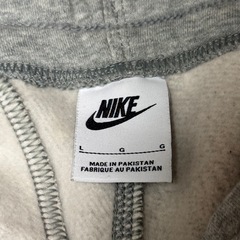 NIKE
L G G
MADE IN PAKISTAN
FABRIQUÉ AU PAKISTAN